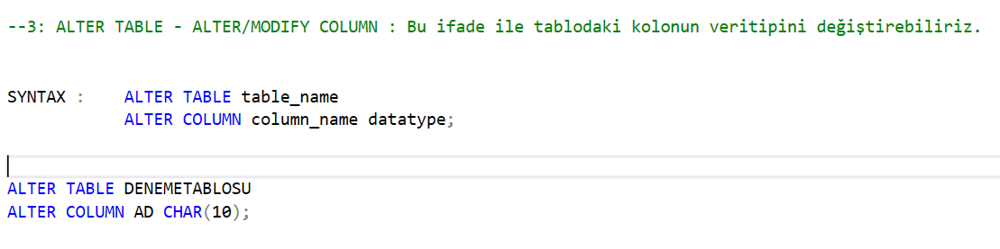 --3: ALTER TABLE - ALTER/MODIFY COLUMN : Bu ifade ile tablodaki kolonun veritipini değiştirebiliriz.
SYNTAX : ALTER TABLE table_name
ALTER COLUMN column_name datatype;
ALTER TABLE DENEMETABLOSU
ALTER COLUMN AD CHAR(10);